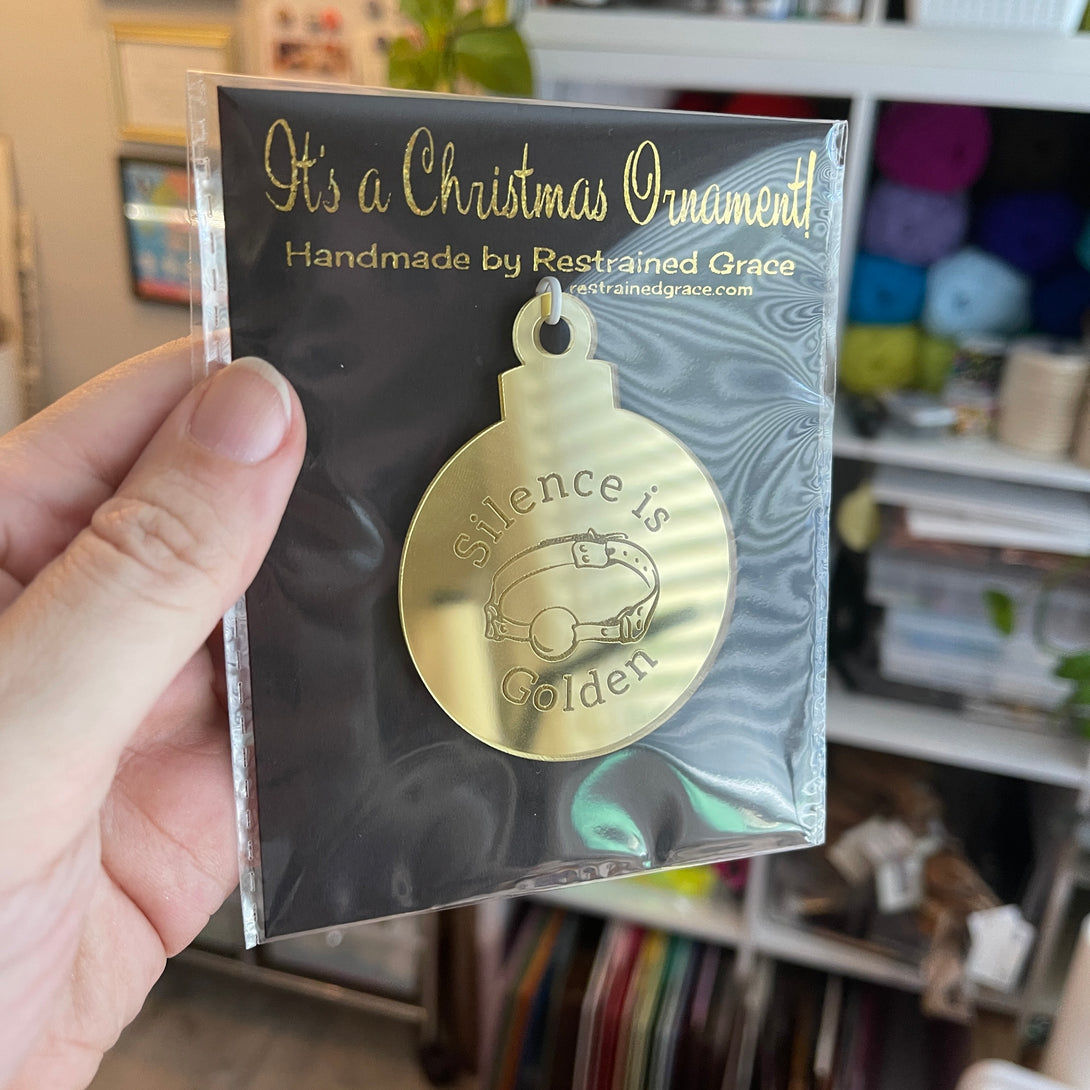 It's a Christmas Ornament!
Handmade by Restrained Grace
restrainedgrace.com
Silence is
Golden